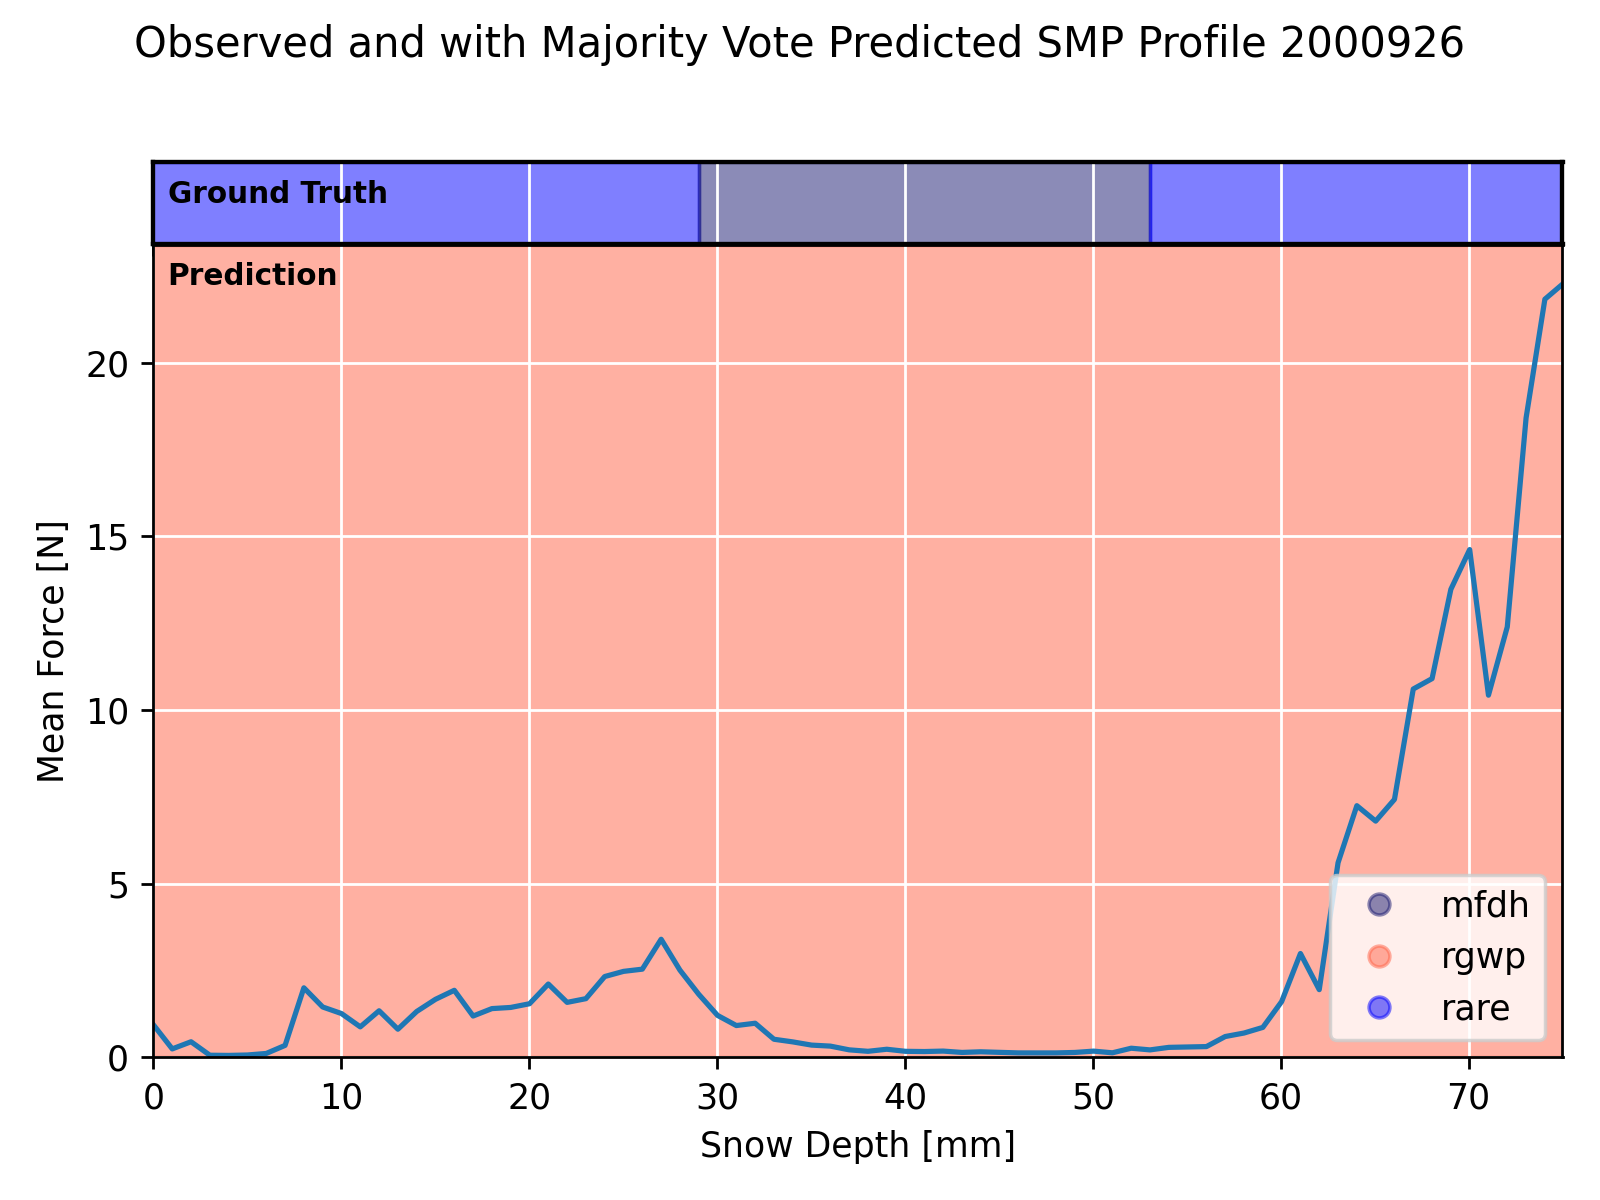 Observed and with Majority Vote Predicted SMP Profile 2000926
Ground Truth
Prediction
20
15
10
5
0
Mean Force [N]
mfdh
rgwp
rare
0 10 20 30 40 50 60 70
Snow Depth [mm]